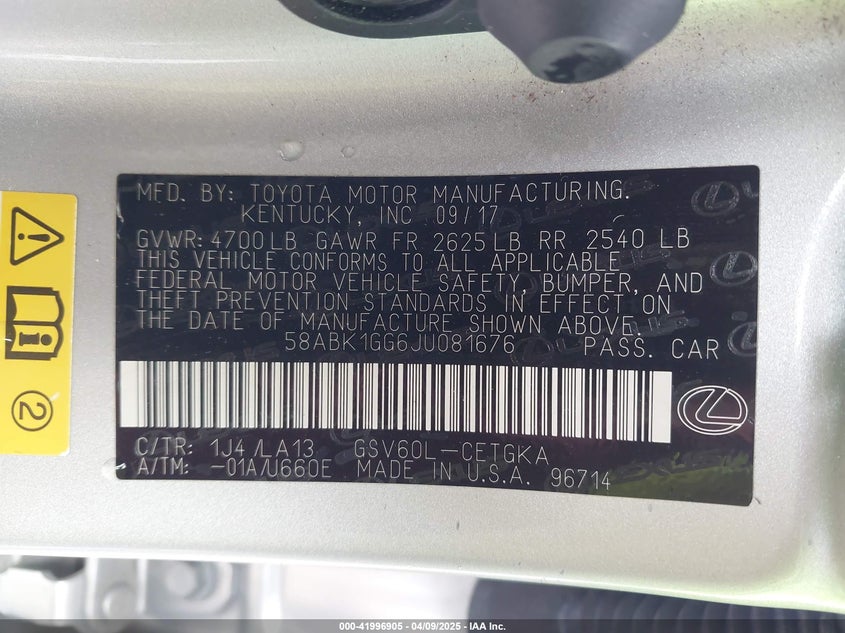 MFD. BY: TOYOTA MOTOR MANUFACTURING.
KENTUCKY, INC 09/17
GVWR: 4700 LB GAWR FR 2625 LB RR 2540 LB
THIS VEHICLE CONFORMS TO ALL APPLICABLE
FEDERAL MOTOR VEHICLE SAFETY, BUMPER, AND
THEFT PREVENTION STANDARDS IN EFFECT ON
THE DATE OF MANUFACTURE SHOWN ABOVE.
58ABK1GG6JU081676 PASS. CAR
C/TR: 1J4 /LA13 GSV60L-CETGKA
A/TM: -01A/U660E MADE IN U.S.A. 96714
2
000-41996905 - 04/09/2025 - IAA Inc.